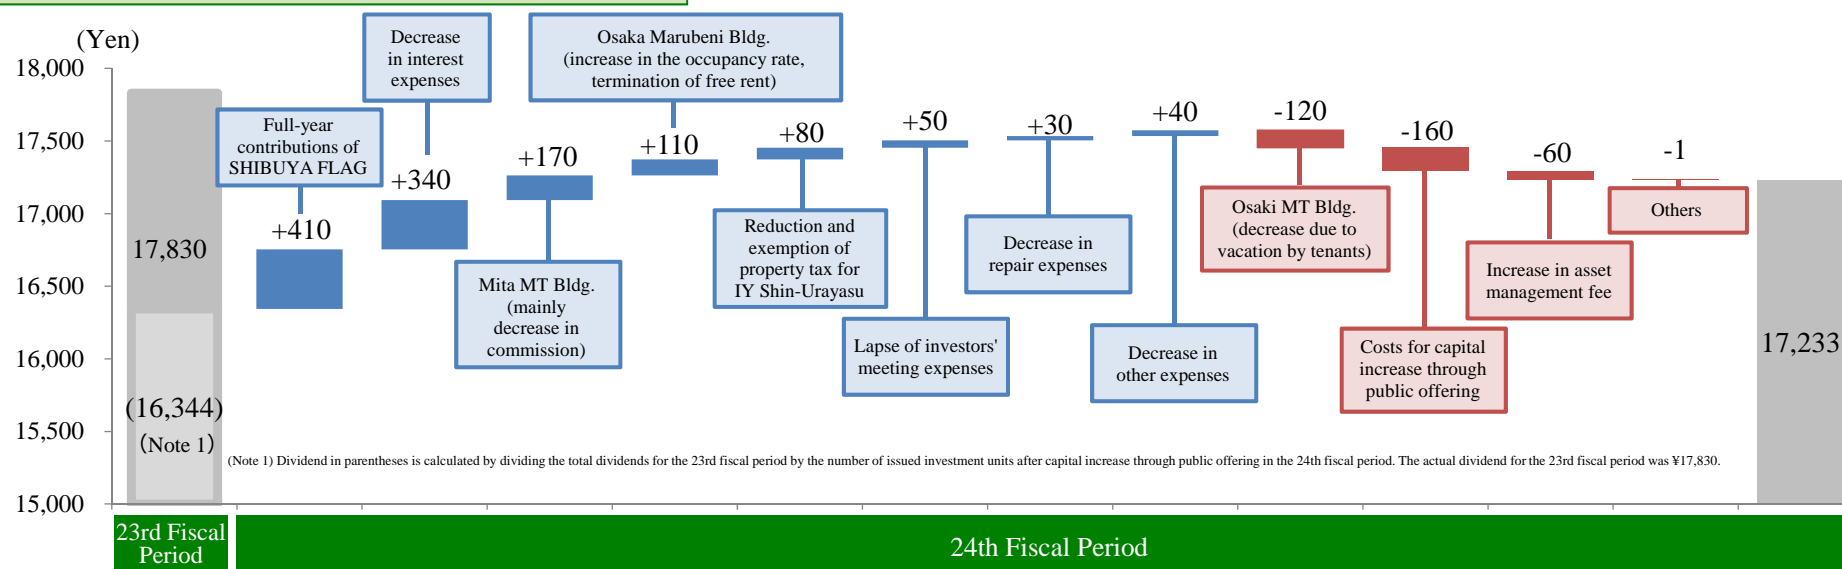 (Yen)
18,000
17,500
17,000
16,500
16,000
15,500
15,000
17,830
(16,344)
(Note 1)
Full-year
contributions of
SHIBUYA FLAG
+410
Decrease
in interest
expenses
+340
+170
Mita MT Bldg.
(mainly
decrease in
commission)
Osaka Marubeni Bldg.
(increase in the occupancy rate,
termination of free rent)
+110
+80
Reduction and
exemption of
property tax for
IY Shin-Urayasu
+50
Lapse of investors'
meeting expenses
+30
Decrease in
repair expenses
+40
Decrease in
other expenses
-120
Osaki MT Bldg.
(decrease due to
vacation by tenants)
-160
Costs for capital
increase through
public offering
-60
Increase in asset
management fee
-1
Others
17,233
(Note 1) Dividend in parentheses is calculated by dividing the total dividends for the 23rd fiscal period by the number of issued investment units after capital increase through public offering in the 24th fiscal period. The actual dividend for the 23rd fiscal period was ¥17,830.
23rd Fiscal
Period
24th Fiscal Period